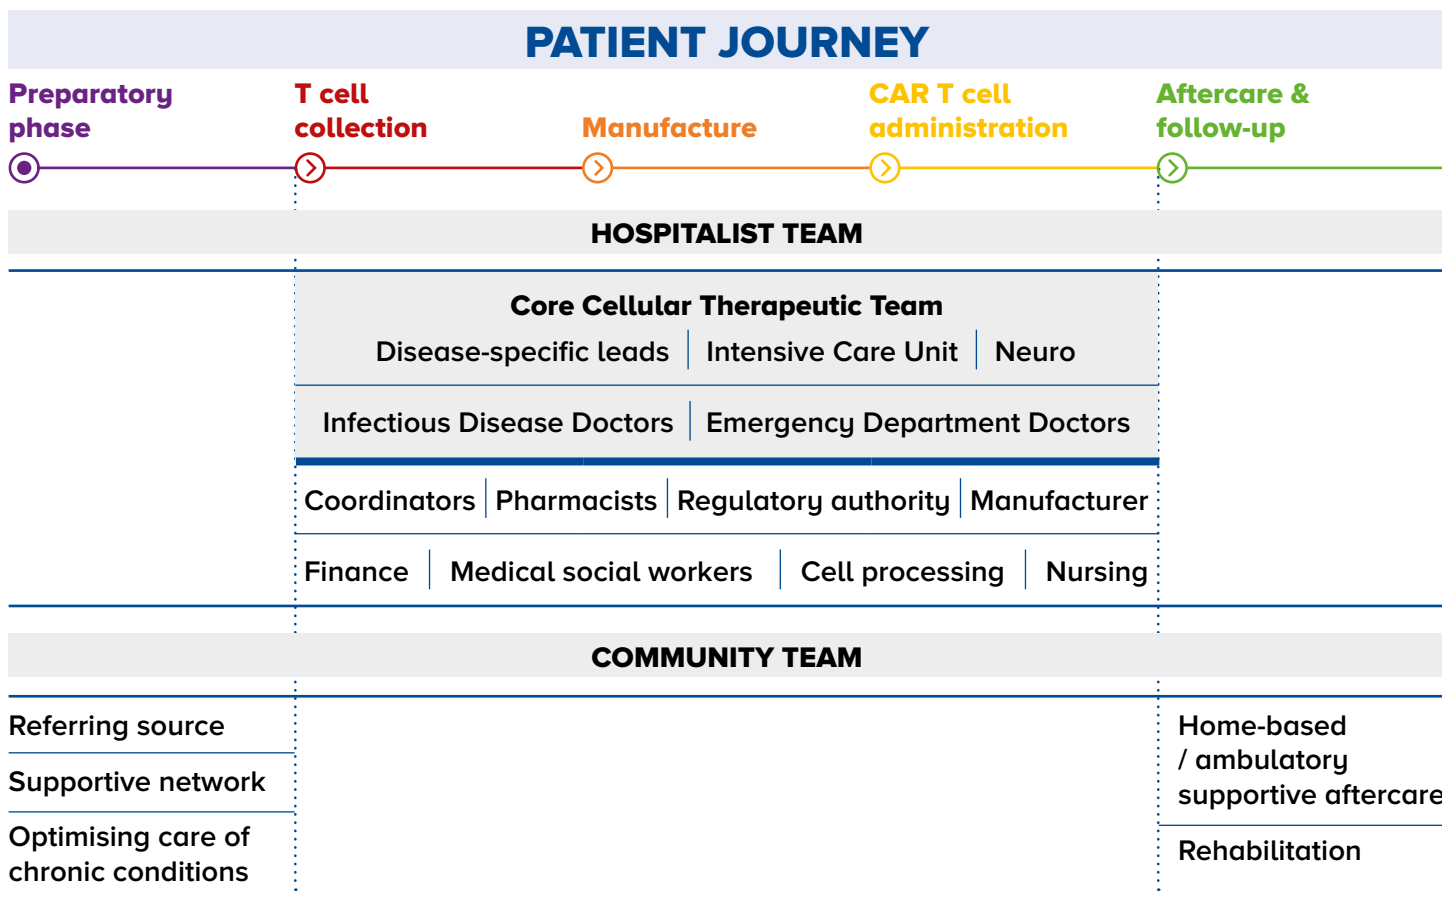 PATIENT JOURNEY
Preparatory
phase
T cell
collection
Manufacture
CAR T cell
administration
Aftercare &
follow-up
HOSPITALIST TEAM
Core Cellular Therapeutic Team
Disease-specific leads Intensive Care Unit Neuro
Infectious Disease Doctors Emergency Department Doctors
Coordinators Pharmacists Regulatory authority Manufacturer
Finance Medical social workers Cell processing Nursing
COMMUNITY TEAM
Referring source
Supportive network
Optimising care of
chronic conditions
Home-based
/ ambulatory
supportive aftercare
Rehabilitation